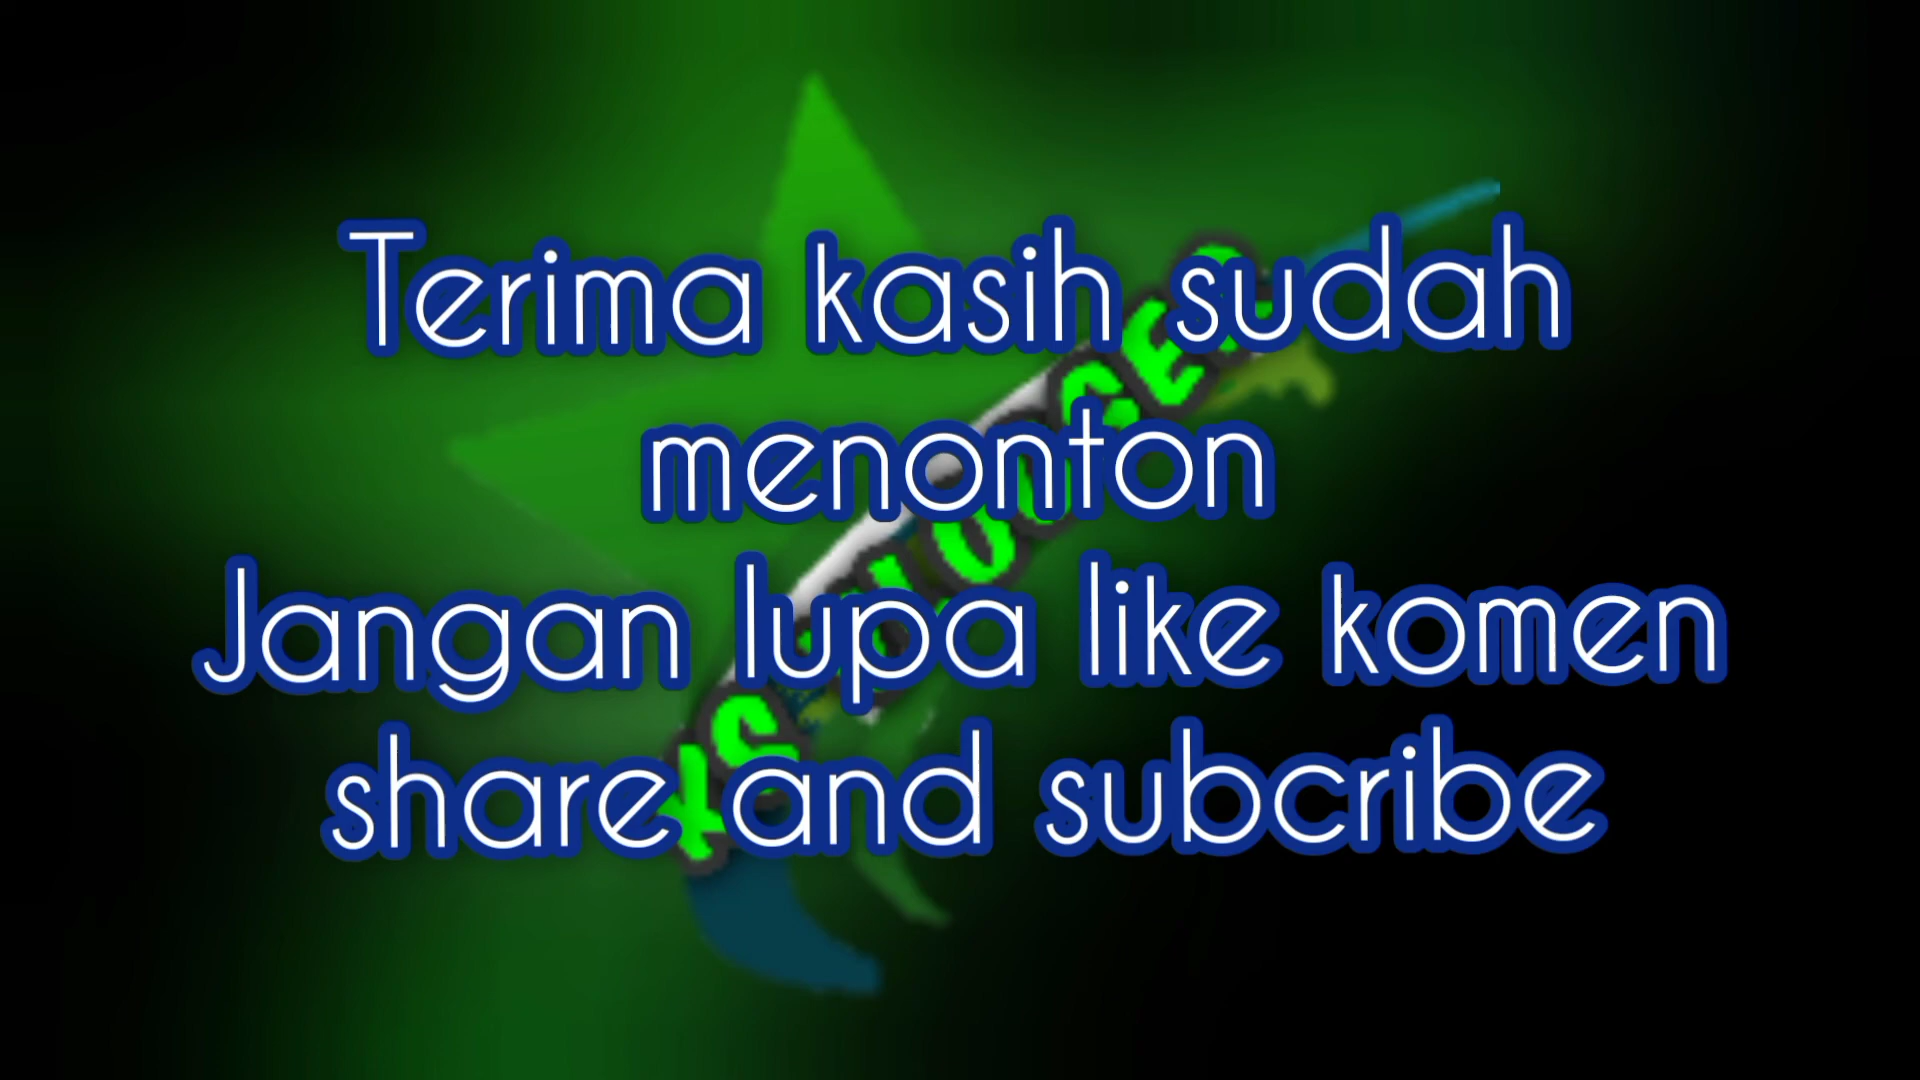 Terima kasih sudah
menonton
Jangan lupa like komen
share and subcribe